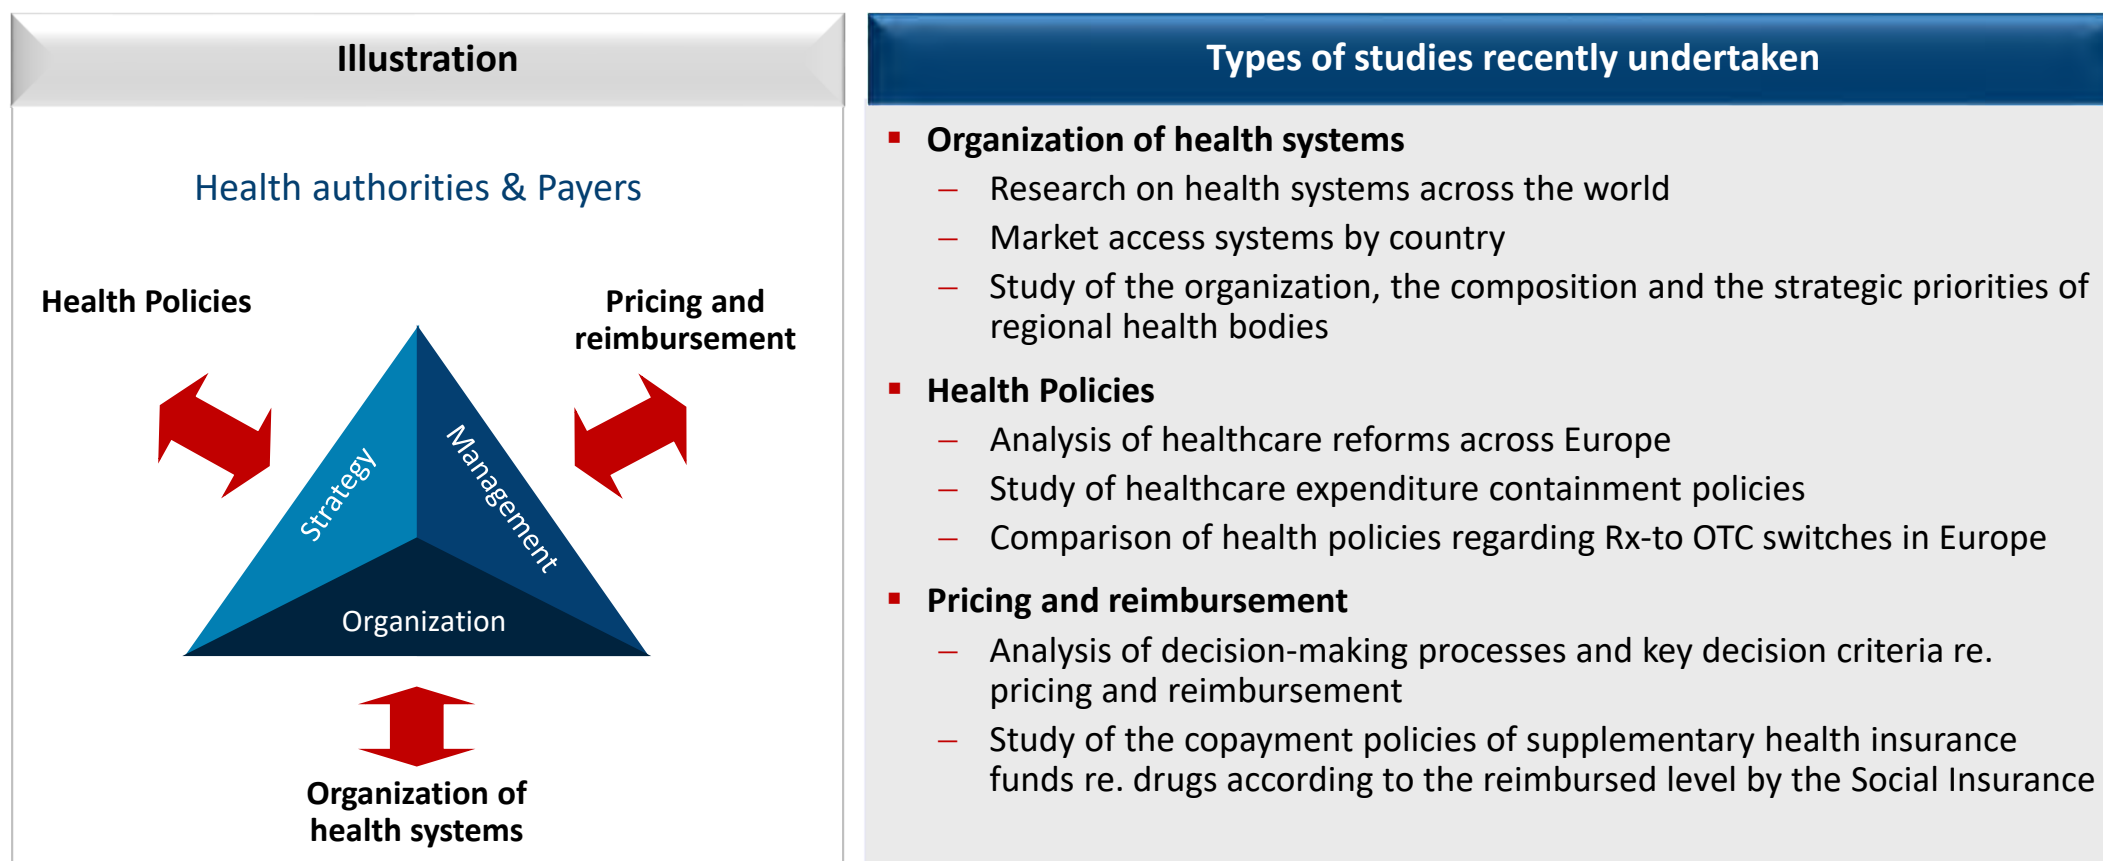 Illustration
Health authorities & Payers
Health Policies
Pricing and
reimbursement
Strategy
Management
Organization
Organization of
health systems
Types of studies recently undertaken
▪ Organization of health systems
– Research on health systems across the world
– Market access systems by country
– Study of the organization, the composition and the strategic priorities of
regional health bodies
▪ Health Policies
– Analysis of healthcare reforms across Europe
– Study of healthcare expenditure containment policies
– Comparison of health policies regarding Rx-to OTC switches in Europe
▪ Pricing and reimbursement
– Analysis of decision-making processes and key decision criteria re.
pricing and reimbursement
– Study of the copayment policies of supplementary health insurance
funds re. drugs according to the reimbursed level by the Social Insurance